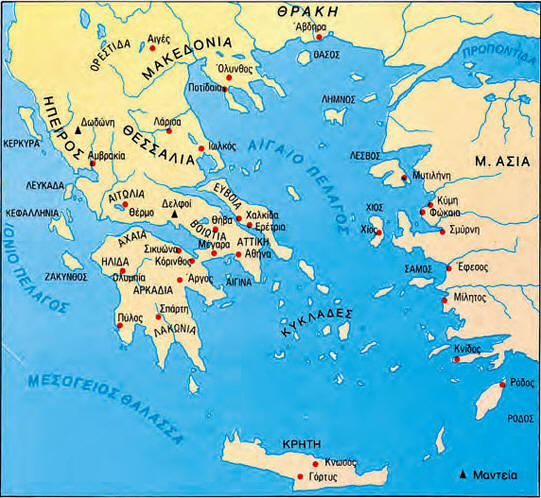 ΘΡΑΚΗ
Άβδηρα
ΘΑΣΟΣ
ΠΡΟΠΟΝΤΙΔΑ
ΟΡΕΣΤΙΔΑ
Αιγές
ΜΑΚΕΔΟΝΙΑ
Όλυνθος
Ποτίδαια
ΛΗΜΝΟΣ
ΗΠΕΙΡΟΣ
Δωδώνη
ΚΕΡΚΥΡΑ
Αμβρακία
Λάρισα
ΘΕΣΣΑΛΙΑ
Ιωλκός
ΑΙΓΑΙΟ ΠΕΛΑΓΟΣ
ΛΕΣΒΟΣ
Μυτιλήνη
Μ. ΑΣΙΑ
ΛΕΥΚΑΔΑ
ΑΙΤΩΛΙΑ
Θέρμο
Δελφοί
ΕΥΒΟΙΑ
Χαλκίδα
Ερέτρια
Θήβα
ΒΟΙΩΤΙΑ
ΧΙΟΣ
Χίος
Κύμη
Φώκαια
Σμύρνη
ΚΕΦΑΛΛΗΝΙΑ
ΙΟΝΙΟ ΠΕΛΑΓΟΣ
ΑΧΑΪΑ
Σικυώνα
Μέγαρα
ΑΤΤΙΚΗ
Αθήνα
ΗΛΙΔΑ
Κόρινθος
Ολυμπία
ΖΑΚΥΝΘΟΣ
ΑΡΚΑΔΙΑ
Άργος
ΑΙΓΙΝΑ
ΣΑΜΟΣ
Έφεσος
Μίλητος
Πύλος
Σπάρτη
ΛΑΚΩΝΙΑ
ΚΥΚΛΑΔΕΣ
Κνίδος
Ρόδος
ΡΟΔΟΣ
ΜΕΣΟΓΕΙΟΣ ΘΑΛΑΣΣΑ
ΚΡΗΤΗ
Κνωσος
Γόρτυς
Μαντεία